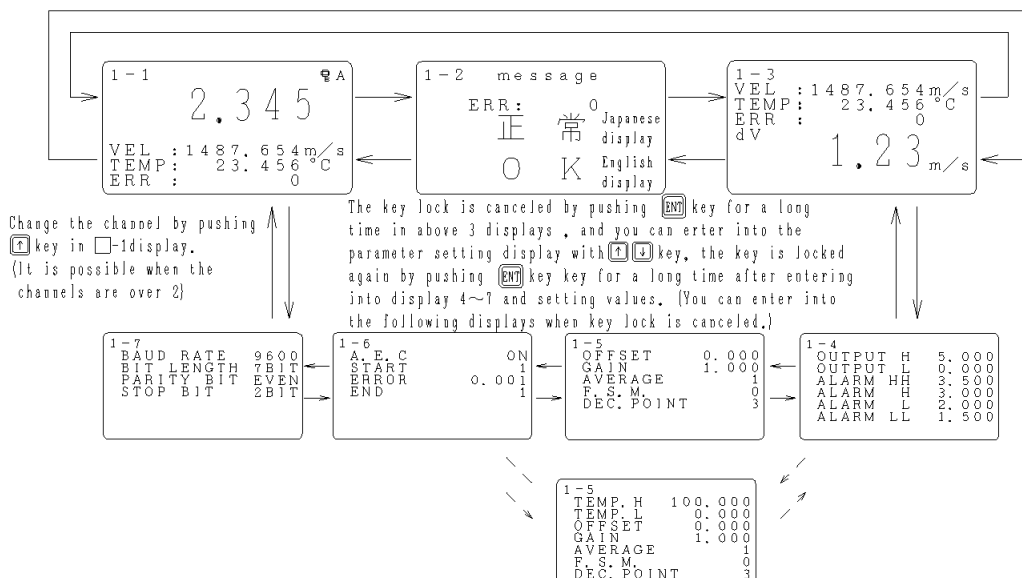 1-1 A
2.345
VEL :1487.654m/s
TEMP: 23.456°C
ERR : 0
1-2 message
ERR: 0
正 常 Japanese
display
O K English
display
1-3
VEL :1487.654m/s
TEMP: 23.456°C
ERR : 0
dV
1.23m/s
Change the channel by pushing
↑ key in □-1display.
(It is possible when the
channels are over 2)
The key lock is canceled by pushing ENT key for a long
time in above 3 displays , and you can erter into the
parameter setting display with ↑ ↓ key, the key is locked
again by pushing ENT key key for a long time after entering
into display 4~7 and setting values. (You can enter into
the following displays when key lock is canceled.)
1-7
BAUD RATE 9600
BIT LENGTH 7BIT
PARITY BIT EVEN
STOP BIT 2BIT
1-6
A.E.C ON
START 1
ERROR 0.001
END 1
1-5
OFFSET 0.000
GAIN 1.000
AVERAGE 1
F.S.M. 0
DEC.POINT 3
1-4
OUTPUT H 5.000
OUTPUT L 0.000
ALARM HH 3.500
ALARM H 3.000
ALARM L 2.000
ALARM LL 1.500
1-5
TEMP.H 100.000
TEMP.L 0.000
OFFSET 0.000
GAIN 1.000
AVERAGE 1
F.S.M. 0
DEC.POINT 3